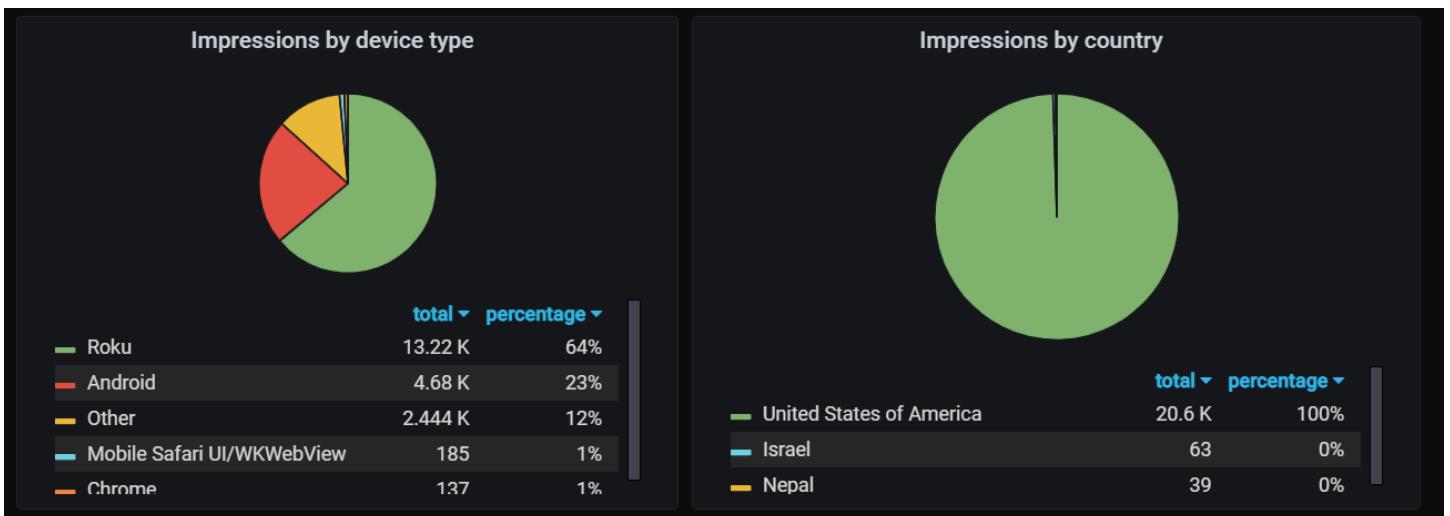 Impressions by device type
total percentage
Roku 13.22 K 64%
Android 4.68 K 23%
Other 2.444 K 12%
Mobile Safari UI/WKWebView 185 1%
Chrome 137 1%
Impressions by country
total percentage
United States of America 20.6 K 100%
Israel 63 0%
Nepal 39 0%